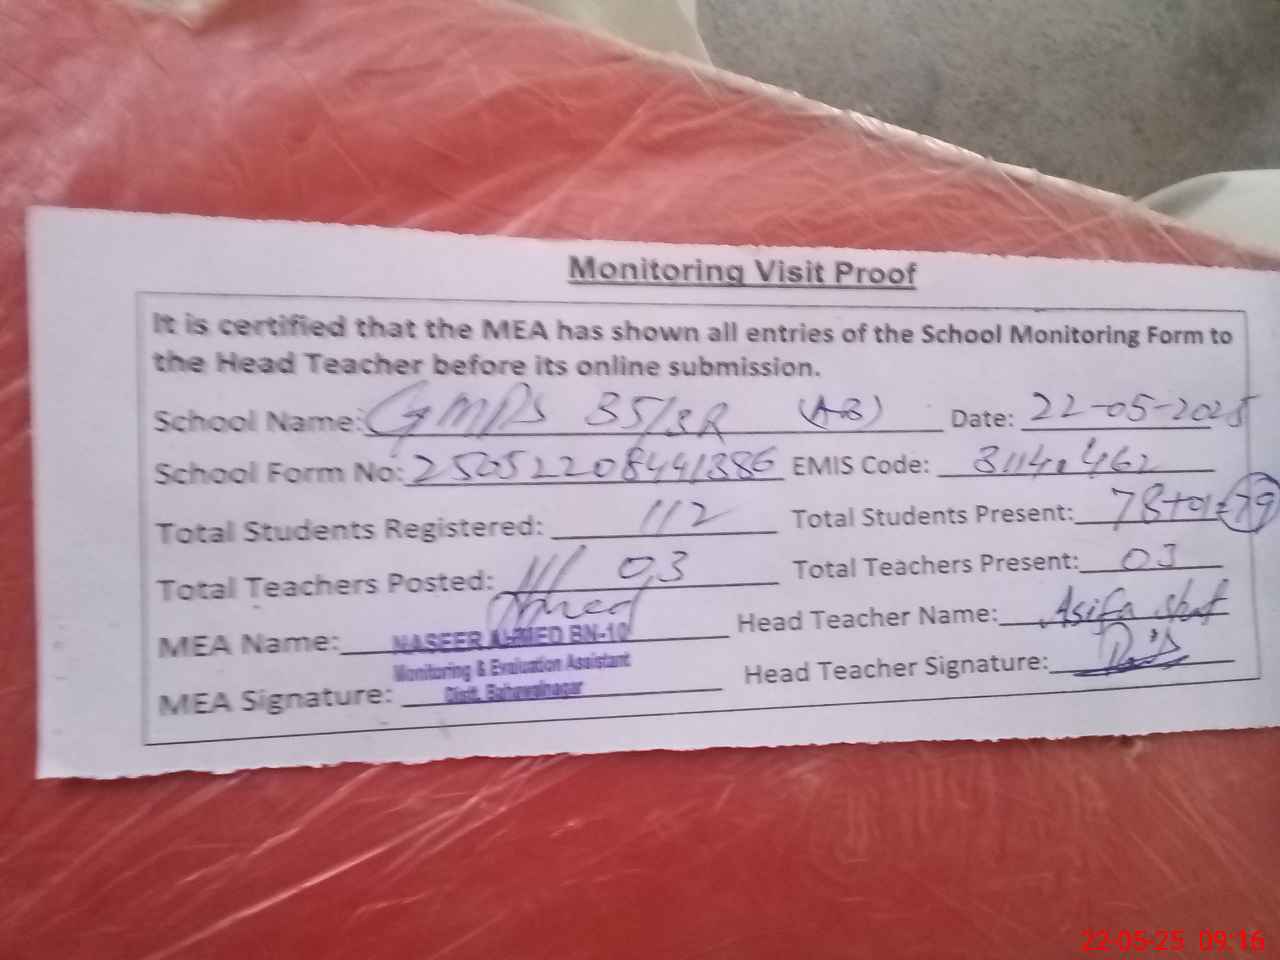 Monitoring Visit Proof
It is certified that the MEA has shown all entries of the School Monitoring Form to
the Head Teacher before its online submission.
School Name: GMPS 35/3R (A-B) Date: 22-05-2025
School Form No: EMIS Code:
Total Students Registered: 112 Total Students Present: 78+01=79
Total Teachers Posted: 03 Total Teachers Present: 03
MEA Name: NASEER AHMED BN-10 Head Teacher Name: Asifa
Monitoring & Evaluation Assistant
MEA Signature: Distt. Bahawalnagar Head Teacher Signature:
22-05-25 09:16